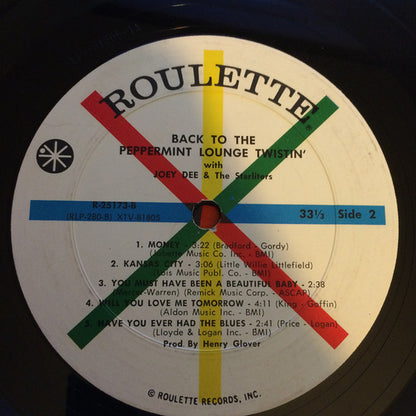 ROULETTE
BACK TO THE
PEPPERMINT LOUNGE TWISTIN'
with
JOEY DEE & The Starliters
R-25173-B
(RLP-280-B) XTV-81805
33⅓ Side 2
1. MONEY - 3:22 (Bradford - Gordy)
(Jobette Music Co. Inc. - BMI)
2. KANSAS CITY - 3:06 (Little Willie Littlefield)
(Lois Music Publ. Co. - BMI)
3. YOU MUST HAVE BEEN A BEAUTIFUL BABY - 2:38
(Mercer-Warren) (Remick Music Corp. - ASCAP)
4. WILL YOU LOVE ME TOMORROW - 4:11 (King - Goffin)
(Aldon Music Inc. - BMI)
5. HAVE YOU EVER HAD THE BLUES - 2:41 (Price - Logan)
(Lloyde & Logan Inc. - BMI)
Prod. By Henry Glover
© ROULETTE RECORDS, INC.